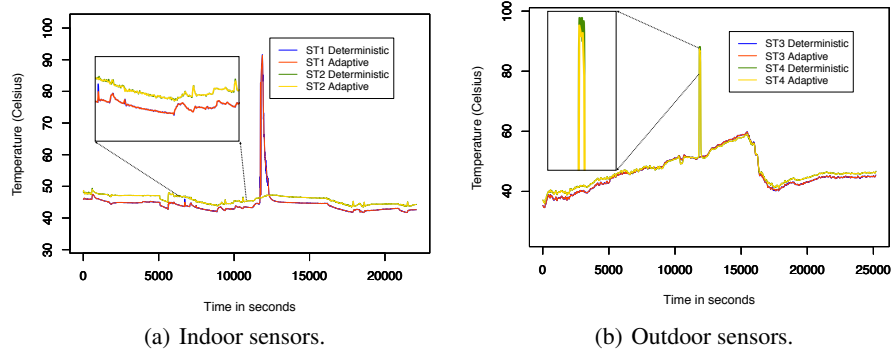 Temperature (Celsius)
30 40 50 60 70 80 90 100
ST1 Deterministic
ST1 Adaptive
ST2 Deterministic
ST2 Adaptive
0 5000 10000 15000 20000
Time in seconds
(a) Indoor sensors.
Temperature (Celsius)
40 60 80 100
ST3 Deterministic
ST3 Adaptive
ST4 Deterministic
ST4 Adaptive
0 5000 10000 15000 20000 25000
Time in seconds
(b) Outdoor sensors.